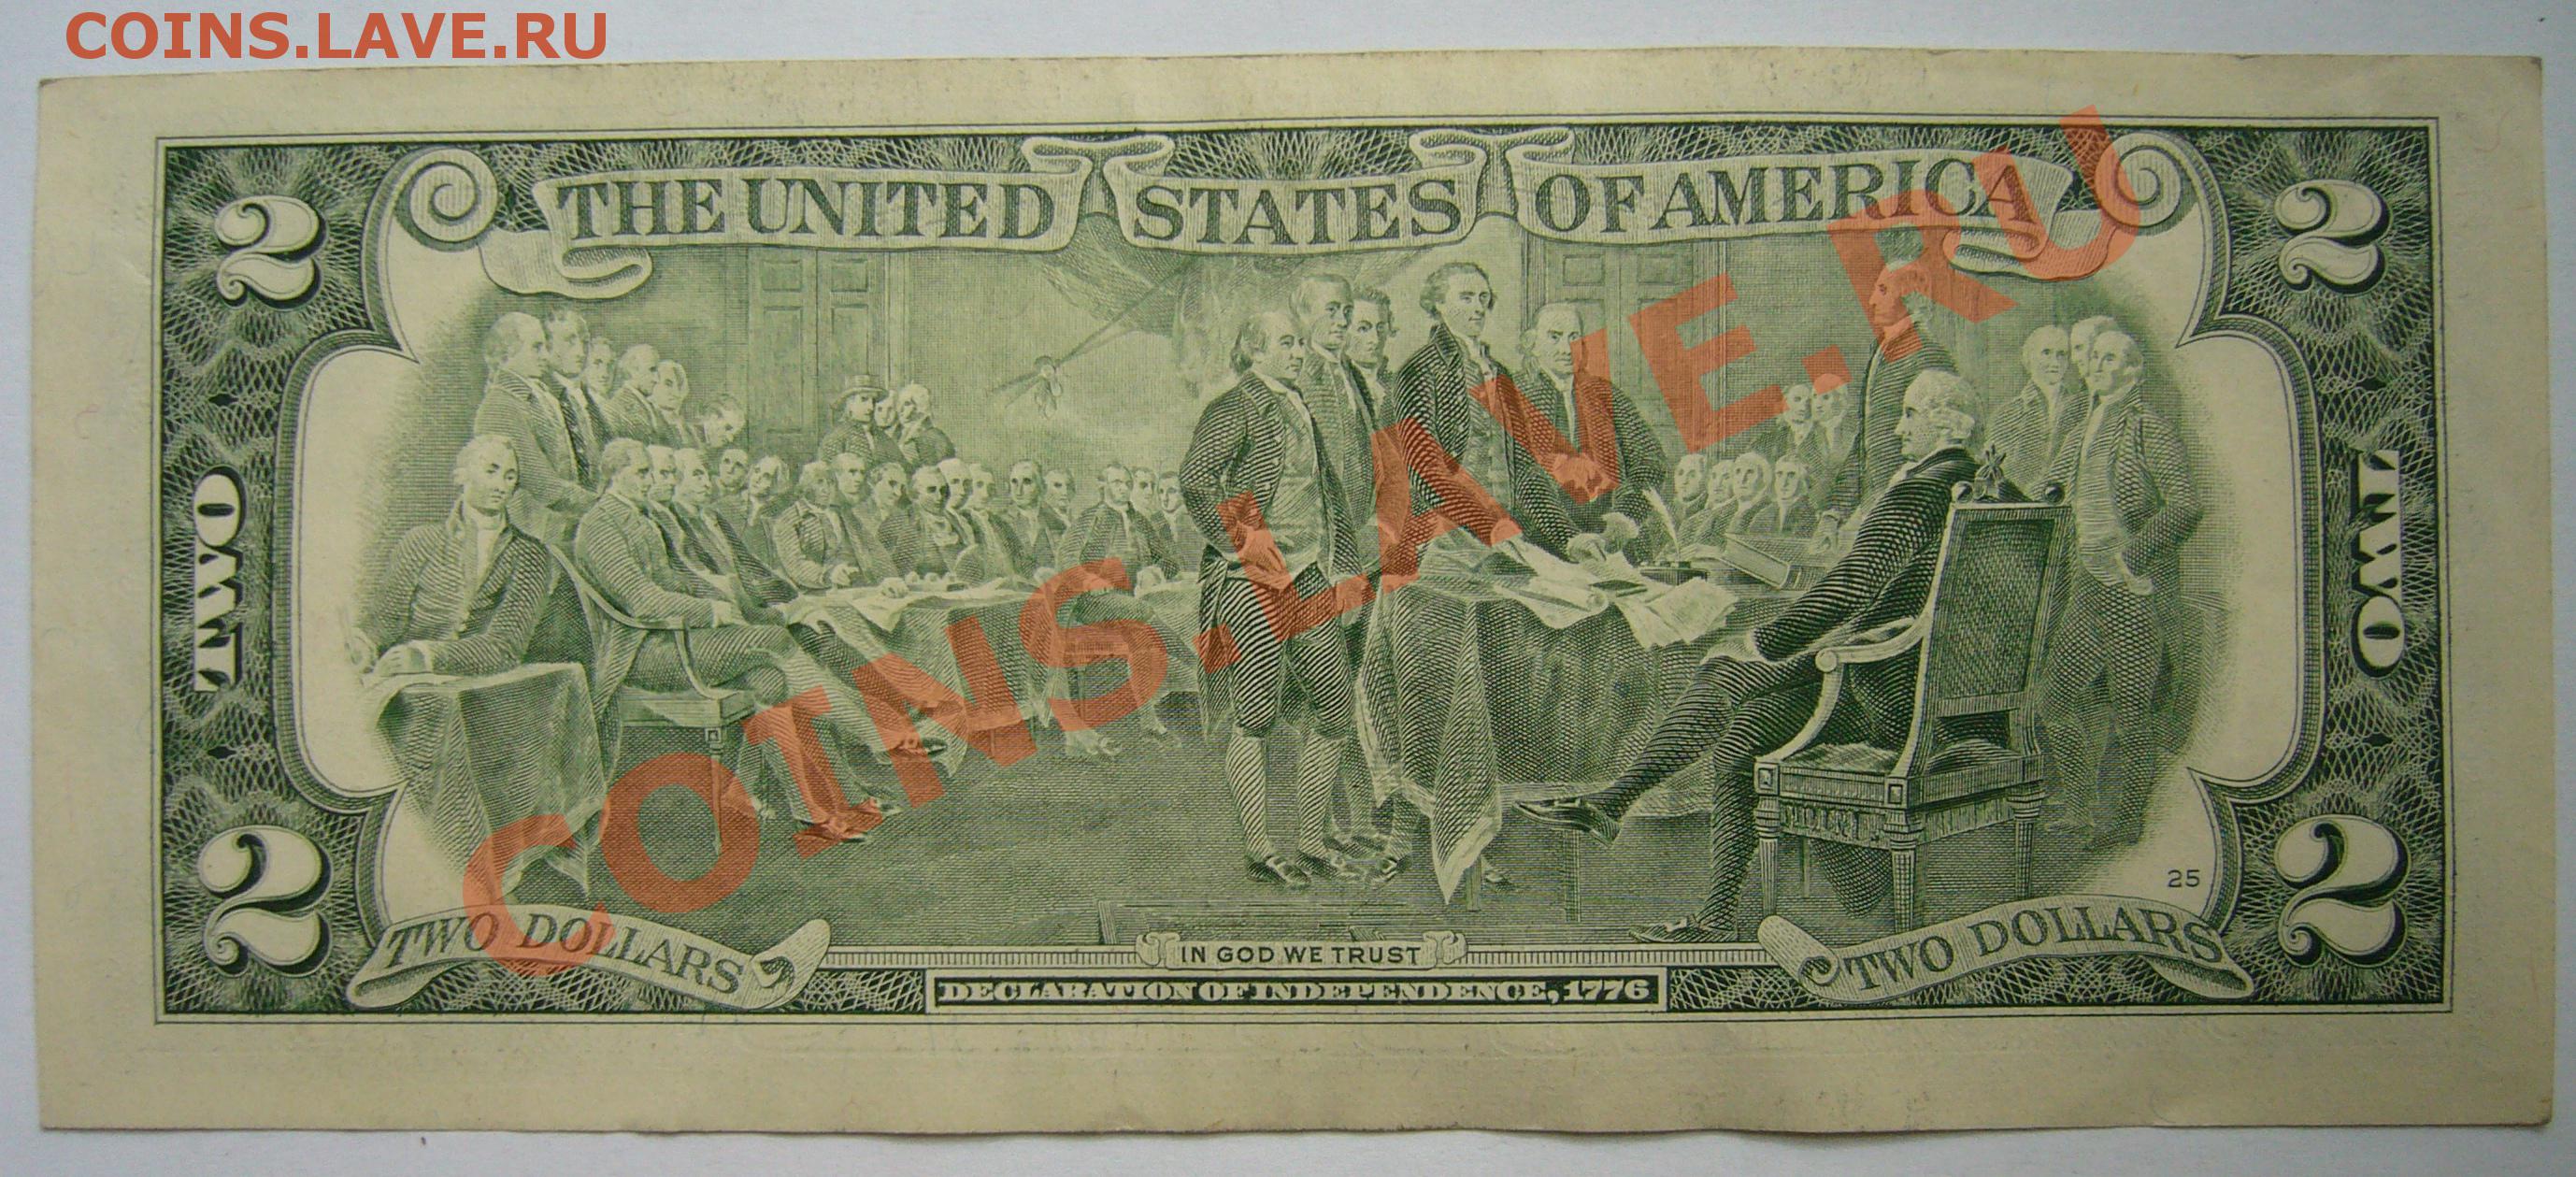 COINS.LAVE.RU
THE UNITED STATES OF AMERICA
2
2
TWO
TWO
COINS.LAVE.RU
25
2
2
TWO DOLLARS
TWO DOLLARS
IN GOD WE TRUST
DECLARATION OF INDEPENDENCE, 1776